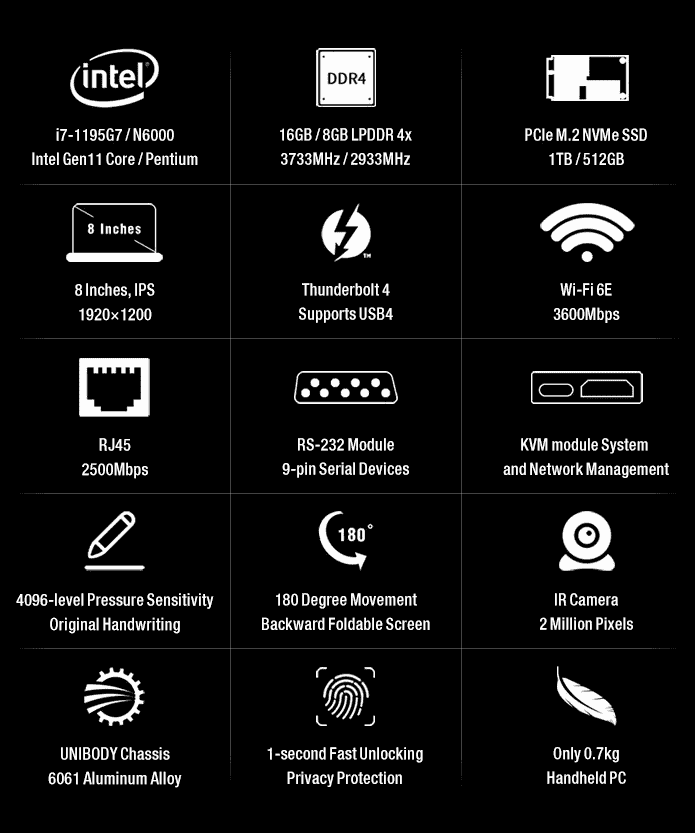 intel
DDR4
i7-1195G7 / N6000
Intel Gen11 Core / Pentium
16GB / 8GB LPDDR 4x
3733MHz / 2933MHz
PCIe M.2 NVMe SSD
1TB / 512GB
8 Inches
TM
8 Inches, IPS
1920×1200
Thunderbolt 4
Supports USB4
Wi-Fi 6E
3600Mbps
RJ45
2500Mbps
RS-232 Module
9-pin Serial Devices
KVM module System
and Network Management
180°
4096-level Pressure Sensitivity
Original Handwriting
180 Degree Movement
Backward Foldable Screen
IR Camera
2 Million Pixels
UNIBODY Chassis
6061 Aluminum Alloy
1-second Fast Unlocking
Privacy Protection
Only 0.7kg
Handheld PC